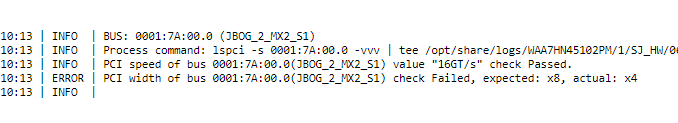 10:13 | INFO  | BUS: 0001:7A:00.0 (JBOG_2_MX2_S1)
10:13 | INFO  | Process command: lspci -s 0001:7A:00.0 -vvv | tee /opt/share/logs/WAA7HN45102PM/1/SJ_HW/06
10:13 | INFO  | PCI speed of bus 0001:7A:00.0(JBOG_2_MX2_S1) value "16GT/s" check Passed.
10:13 | ERROR | PCI width of bus 0001:7A:00.0(JBOG_2_MX2_S1) check Failed, expected: x8, actual: x4
10:13 | INFO  |